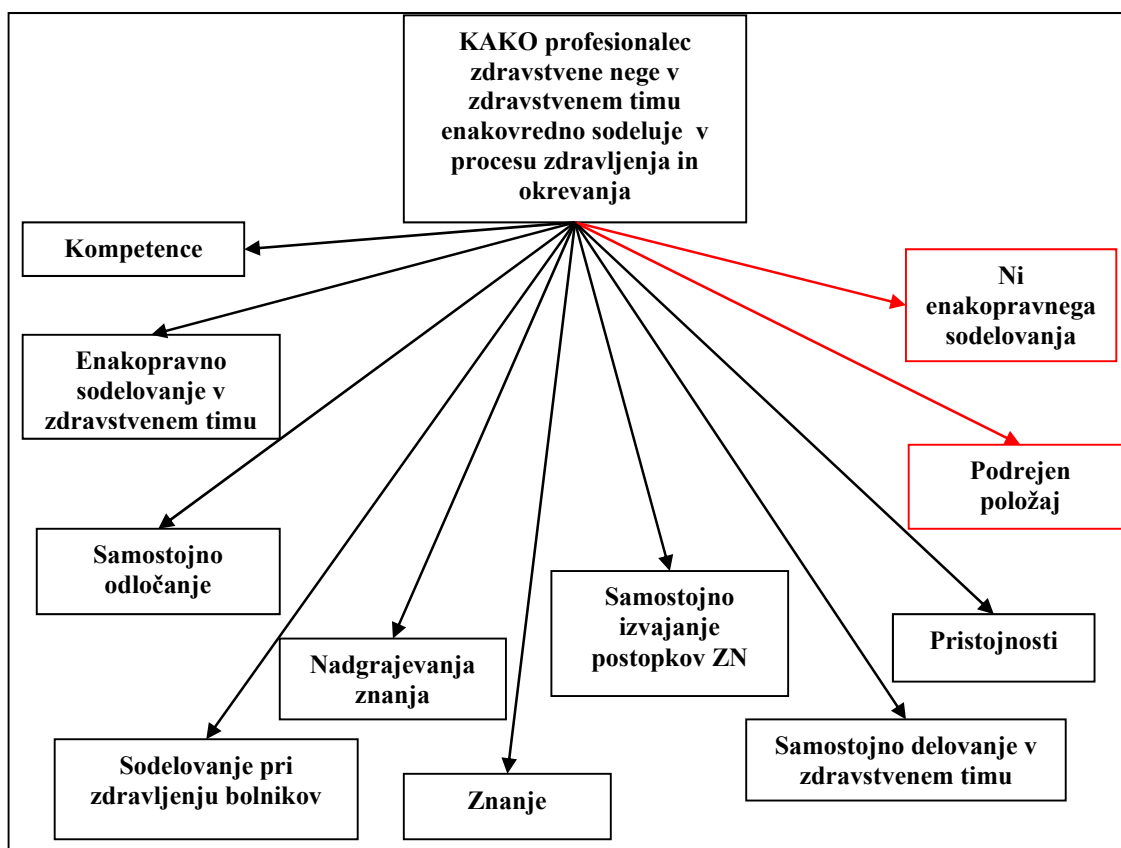 KAKO profesionalec
zdravstvene nege v
zdravstvenem timu
enakovredno sodeluje v
procesu zdravljenja in
okrevanja
Kompetence
Ni
enakopravnega
sodelovanja
Enakopravno
sodelovanje v
zdravstvenem timu
Podrejen
položaj
Samostojno
odločanje
Samostojno
izvajanje
postopkov ZN
Pristojnosti
Nadgrajevanja
znanja
Samostojno delovanje v
zdravstvenem timu
Sodelovanje pri
zdravljenju bolnikov
Znanje